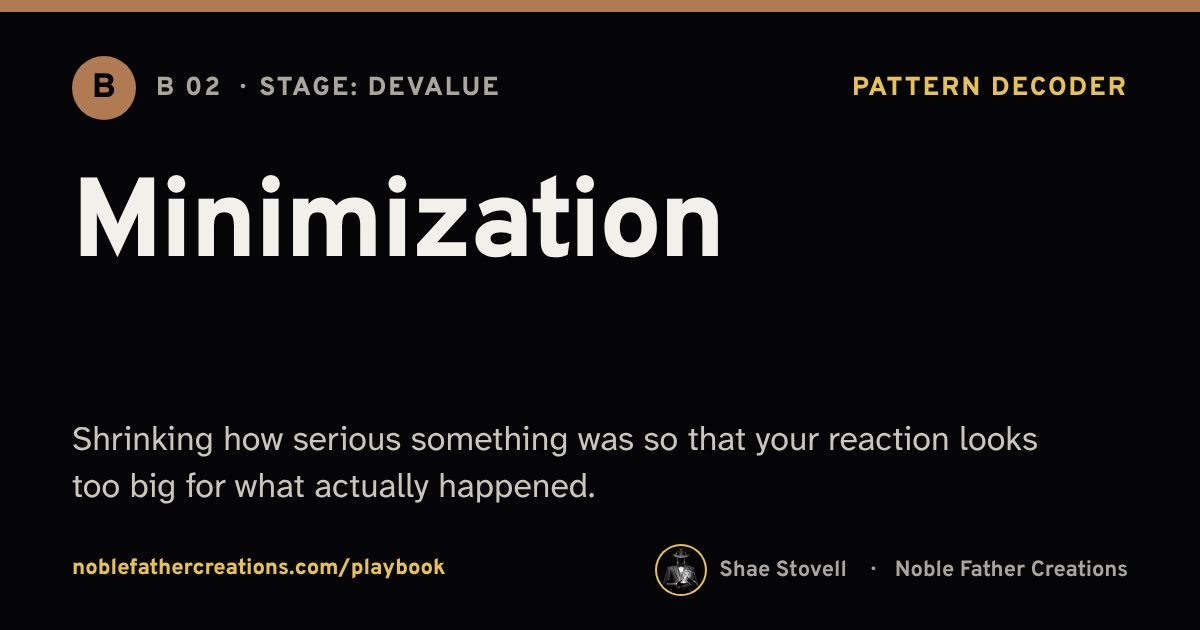 B
B 02 · STAGE: DEVALUE
PATTERN DECODER
Minimization
Shrinking how serious something was so that your reaction looks
too big for what actually happened.
noblefathercreations.com/playbook
Shae Stovell · Noble Father Creations